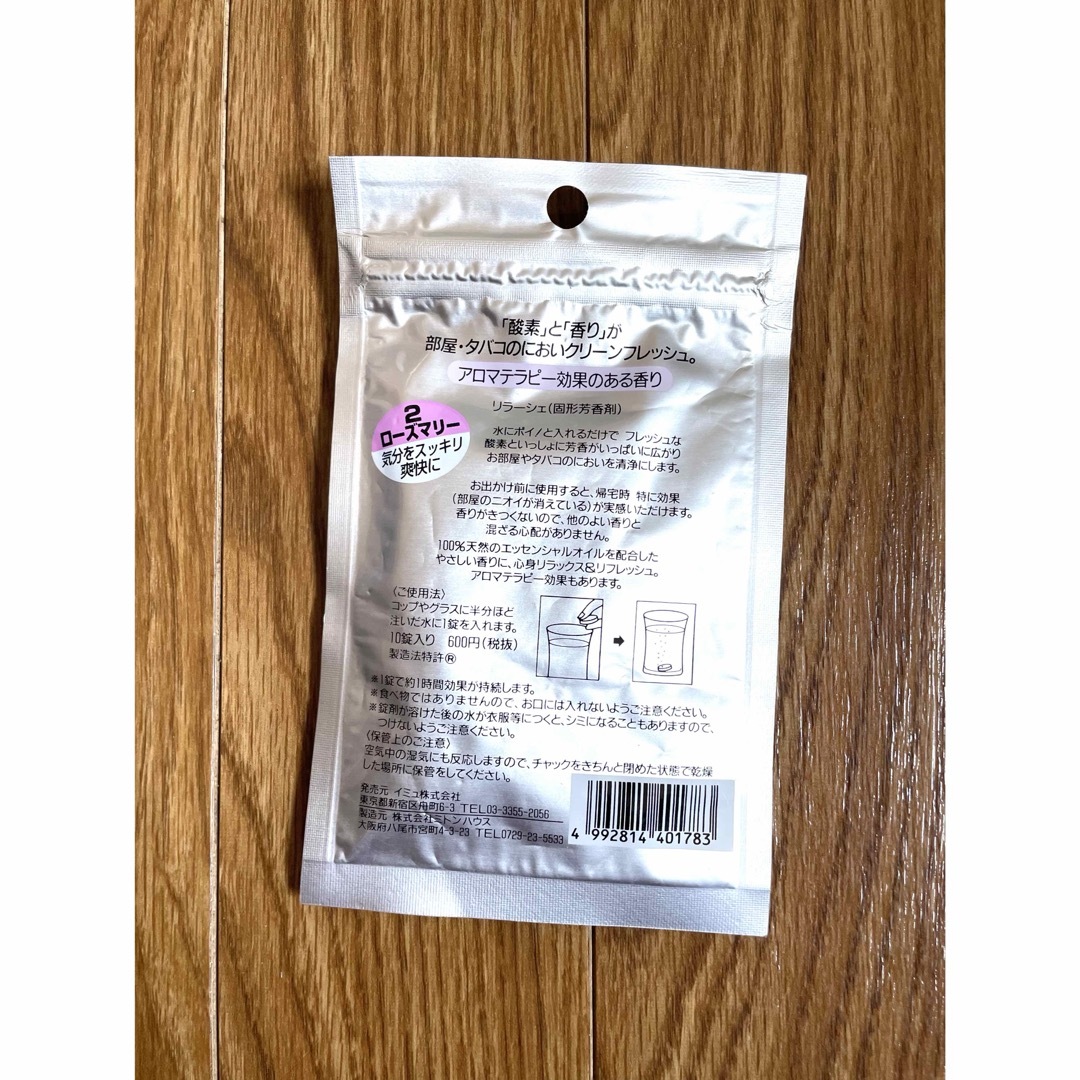 「酸素」と「香り」が
部屋・タバコのにおいクリーンフレッシュ。
アロマテラピー効果のある香り
2
ローズマリー
気分をスッキリ
爽快に
リラーシェ(固形芳香剤)
水にポイ/と入れるだけで フレッシュな
酸素といっしょに芳香がいっぱいに広がり
お部屋やタバコのにおいを清浄にします。
お出かけ前に使用すると、帰宅時 特に効果
(部屋のニオイが消えている)が実感いただけます。
香りがきつくないので、他のよい香りと
混ざる心配がありません。
100%天然のエッセンシャルオイルを配合した
やさしい香りに、心身リラックス&リフレッシュ。
アロマテラピー効果もあります。
〈ご使用法〉
コップやグラスに半分ほど
注いだ水に1錠を入れます。
10錠入り 600円(税抜)
製造法特許®
※1錠で約1時間効果が持続します。
※食べ物ではありませんので、お口には入れないようご注意ください。
※錠剤が溶けた後の水が衣服等につくと、シミになることもありますので、
つけないようご注意ください。
〈保管上のご注意〉
空気中の湿気にも反応しますので、チャックをきちんと閉めた状態で乾燥
した場所に保管をしてください。
発売元 イミュ株式会社
東京都新宿区舟町6-3 TEL03-3355-2056
製造元 株式会社ミトンハウス
大阪府八尾市宮町4-3-23 TEL0729-23-5533
4 992814 401783